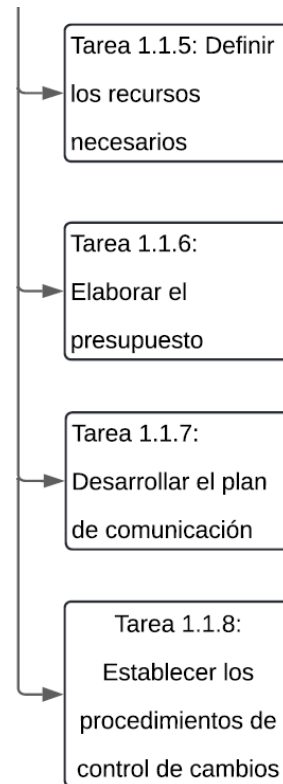 Tarea 1.1.5: Definir
los recursos
necesarios
Tarea 1.1.6:
Elaborar el
presupuesto
Tarea 1.1.7:
Desarrollar el plan
de comunicación
Tarea 1.1.8:
Establecer los
procedimientos de
control de cambios